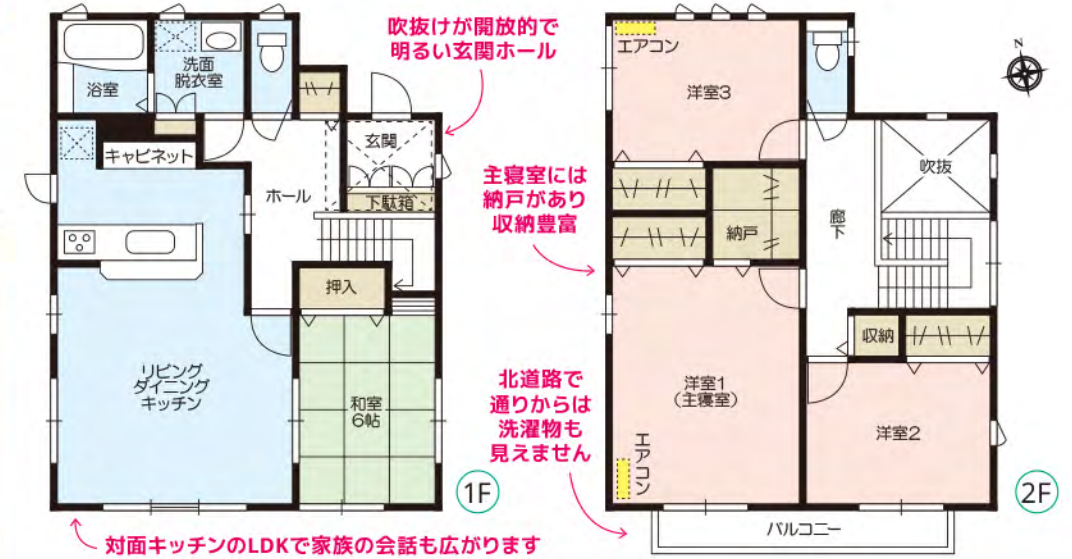 吹抜けが開放的で
明るい玄関ホール
浴室
洗面
脱衣室
キャビネット
玄関
下駄箱
ホール
押入
リビング
ダイニング
キッチン
和室
6帖
1F
対面キッチンのLDKで家族の会話も広がります
エアコン
洋室3
N
吹抜
主寝室には
納戸があり
収納豊富
納戸
廊下
収納
北道路で
通りからは
洗濯物も
見えません
洋室1
(主寝室)
エアコン
洋室2
バルコニー
2F